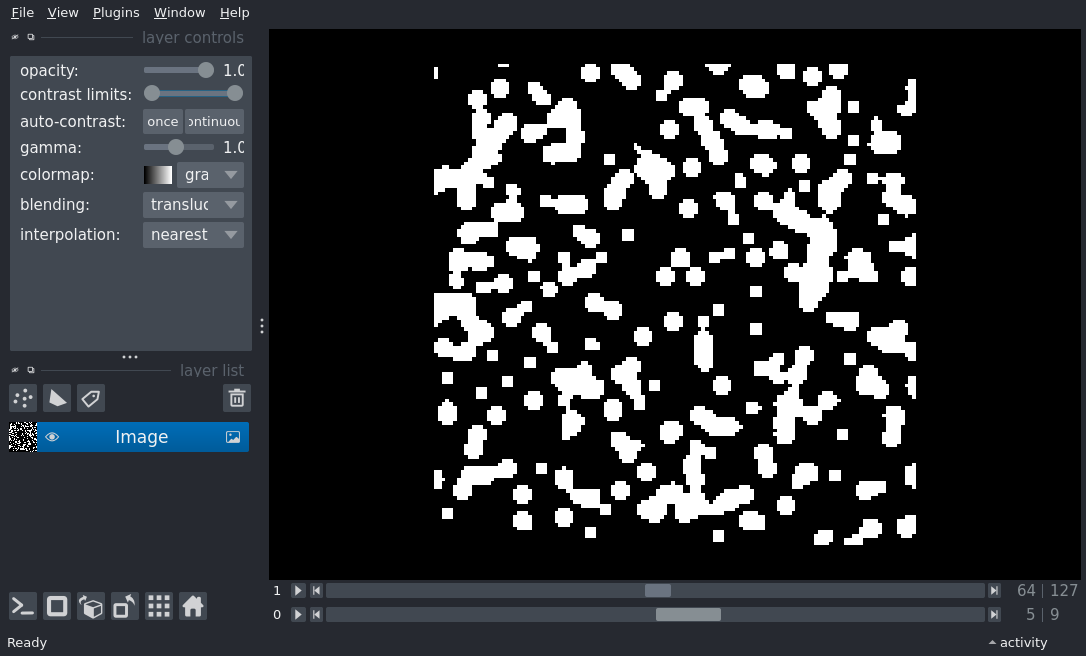 File View Plugins Window Help
layer controls
opacity: 1.0
contrast limits:
auto-contrast: once ontinuou
gamma: 1.0
colormap: gra
blending: transluc
interpolation: nearest
layer list
Image
1 64 | 127
0 5 | 9
Ready activity